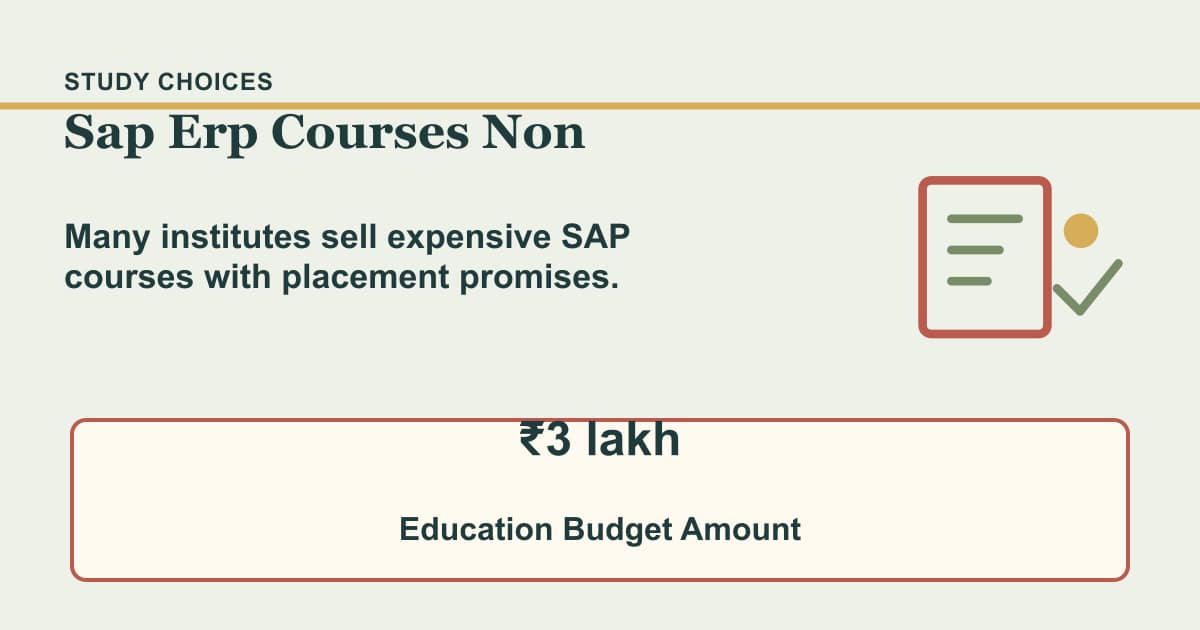 STUDY CHOICES
Sap Erp Courses Non
Many institutes sell expensive SAP
courses with placement promises.
₹3 lakh
Education Budget Amount